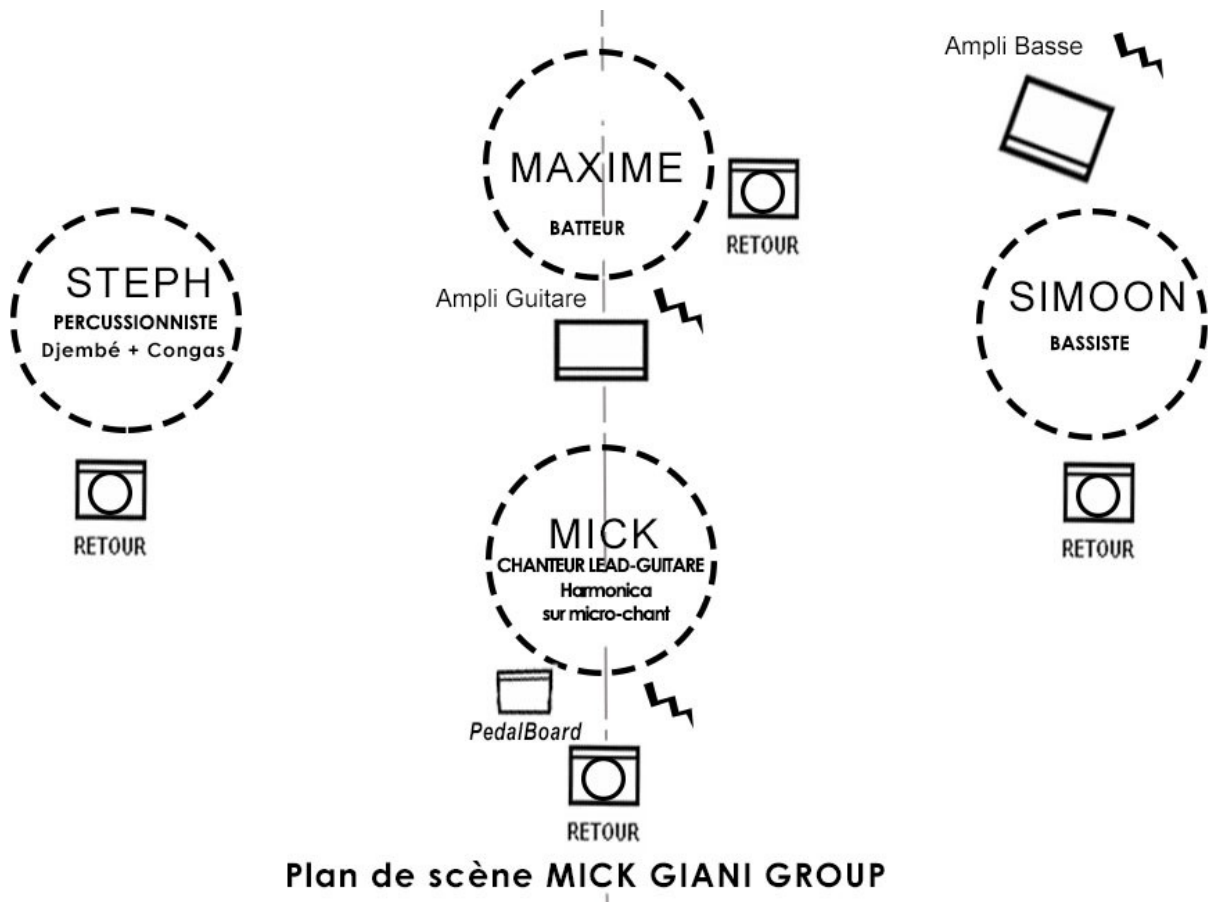 Ampli Basse
MAXIME
BATTEUR
RETOUR
STEPH
PERCUSSIONNISTE
Djembé + Congas
RETOUR
Ampli Guitare
SIMOON
BASSISTE
RETOUR
MICK
CHANTEUR LEAD-GUITARE
Harmonica
sur micro-chant
PedalBoard
RETOUR
Plan de scène MICK GIANI GROUP